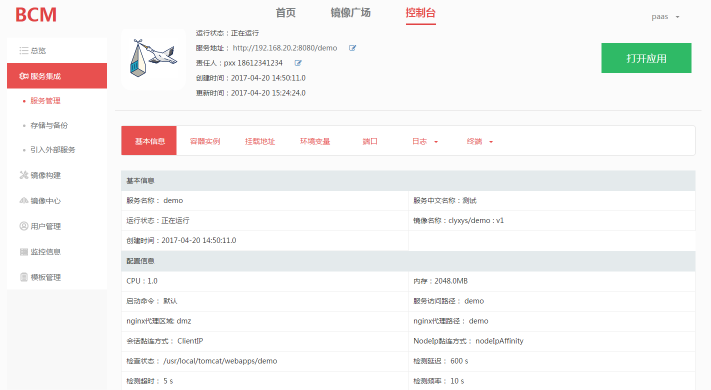 BCM
首页 镜像广场 控制台 paas
总览
服务集成
服务管理
存储与备份
引入外部服务
镜像构建
镜像中心
用户管理
监控信息
模板管理
运行状态：正在运行
服务地址： http://192.168.20.2:8080/demo
责任人：pxx 18612341234
创建时间：2017-04-20 14:50:11.0
更新时间：2017-04-20 15:24:24.0
打开应用
基本信息 容器实例 挂载地址 环境变量 端口 日志 终端
基本信息
服务名称： demo 服务中文名称：测试
运行状态：正在运行 镜像名称：clyxys/demo : v1
创建时间：2017-04-20 14:50:11.0
配置信息
CPU：1.0 内存：2048.0MB
启动命令： 默认 服务访问路径： demo
nginx代理区域: dmz nginx代理路径： demo
会话黏连方式： ClientIP NodeIp黏连方式： nodeIpAffinity
检查状态： /usr/local/tomcat/webapps/demo 检测延迟： 600 s
检测超时： 5 s 检测频率： 10 s